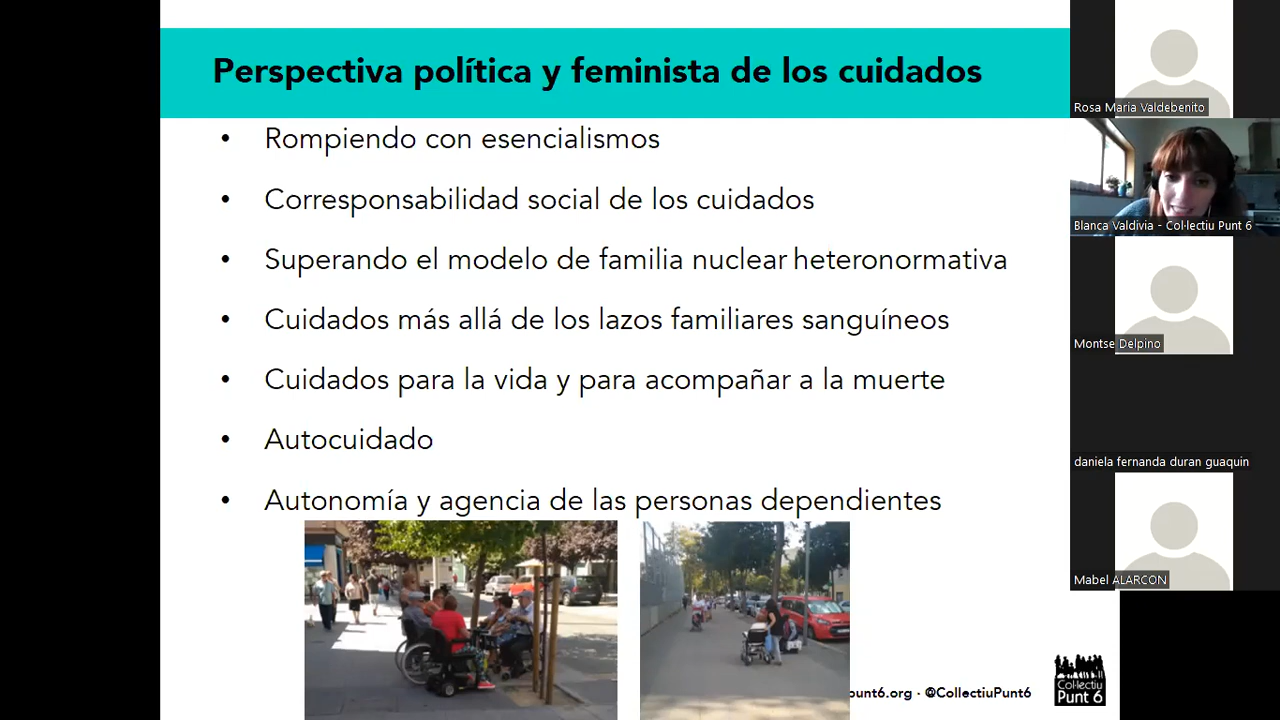 Perspectiva política y feminista de los cuidados
• Rompiendo con esencialismos
• Corresponsabilidad social de los cuidados
• Superando el modelo de familia nuclear heteronormativa
• Cuidados más allá de los lazos familiares sanguíneos
• Cuidados para la vida y para acompañar a la muerte
• Autocuidado
• Autonomía y agencia de las personas dependientes
punt6.org · @CollectiuPunt6
Col·lectiu
Punt 6
Rosa Maria Valdebenito
Blanca Valdivia - Col·lectiu Punt 6
Montse Delpino
daniela fernanda duran guaquin
Mabel ALARCON